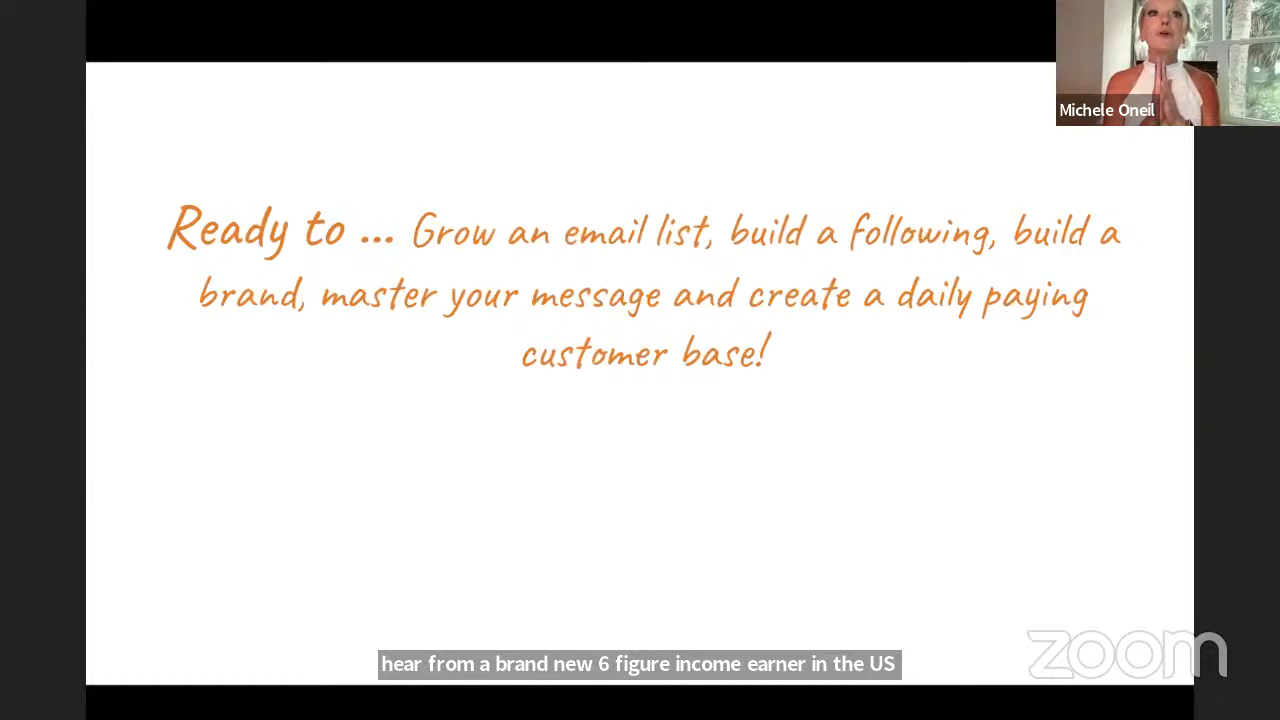 Michele Oneil
Ready to ... Grow an email list, build a following, build a
brand, master your message and create a daily paying
customer base!
hear from a brand new 6 figure income earner in the US
zoom